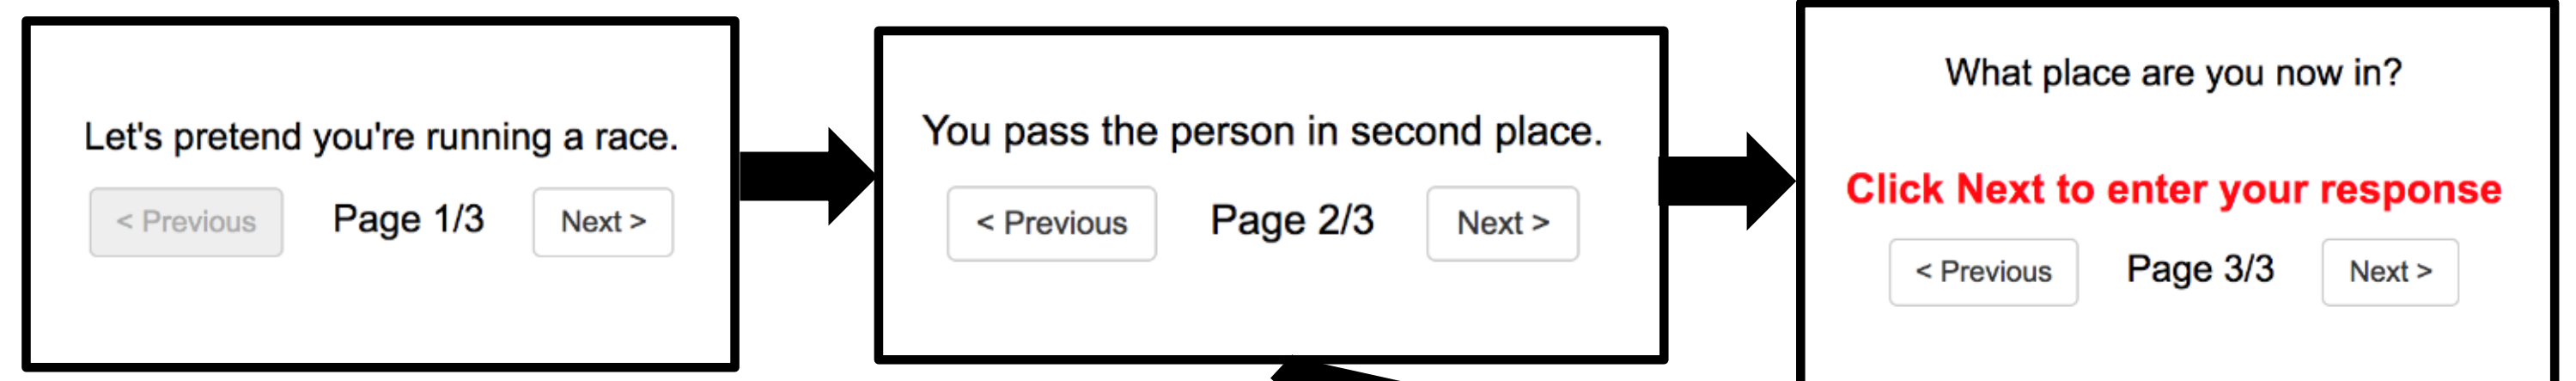 Let's pretend you're running a race.
< Previous Page 1/3 Next >
You pass the person in second place.
< Previous Page 2/3 Next >
What place are you now in?
Click Next to enter your response
< Previous Page 3/3 Next >